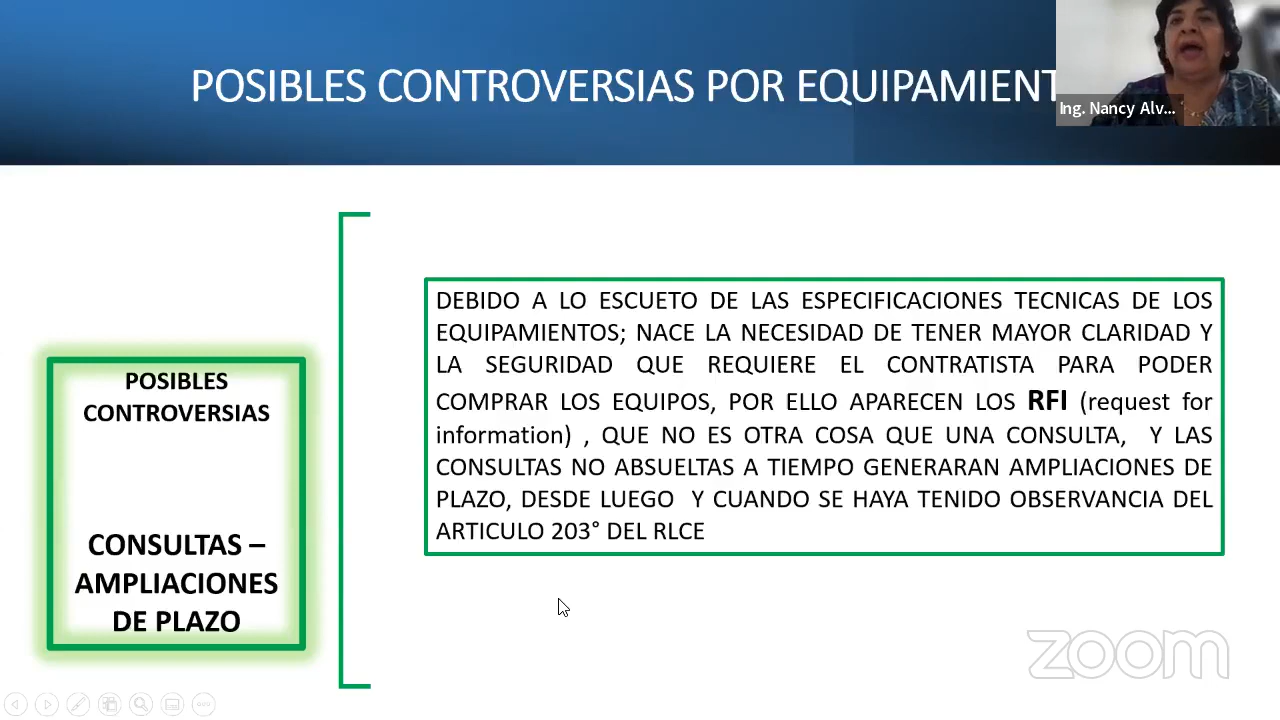 POSIBLES CONTROVERSIAS POR EQUIPAMIENT
Ing. Nancy Alv...
DEBIDO A LO ESCUETO DE LAS ESPECIFICACIONES TECNICAS DE LOS
EQUIPAMIENTOS; NACE LA NECESIDAD DE TENER MAYOR CLARIDAD Y
LA SEGURIDAD QUE REQUIERE EL CONTRATISTA PARA PODER
COMPRAR LOS EQUIPOS, POR ELLO APARECEN LOS RFI (request for
information) , QUE NO ES OTRA COSA QUE UNA CONSULTA, Y LAS
CONSULTAS NO ABSUELTAS A TIEMPO GENERARAN AMPLIACIONES DE
PLAZO, DESDE LUEGO Y CUANDO SE HAYA TENIDO OBSERVANCIA DEL
ARTICULO 203° DEL RLCE
POSIBLES
CONTROVERSIAS
CONSULTAS –
AMPLIACIONES
DE PLAZO
zoom